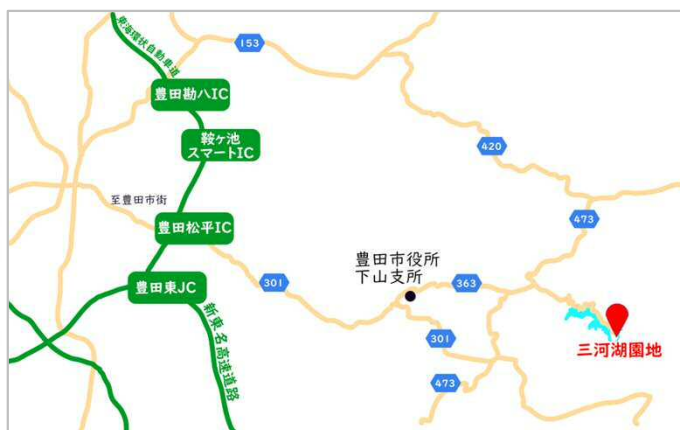 東海環状自動車道
153
豊田勘八IC
鞍ヶ池
スマートIC
420
至豊田市街
豊田松平IC
473
豊田市役所
下山支所
豊田東JC
301
363
新東名高速道路
301
三河湖園地
473